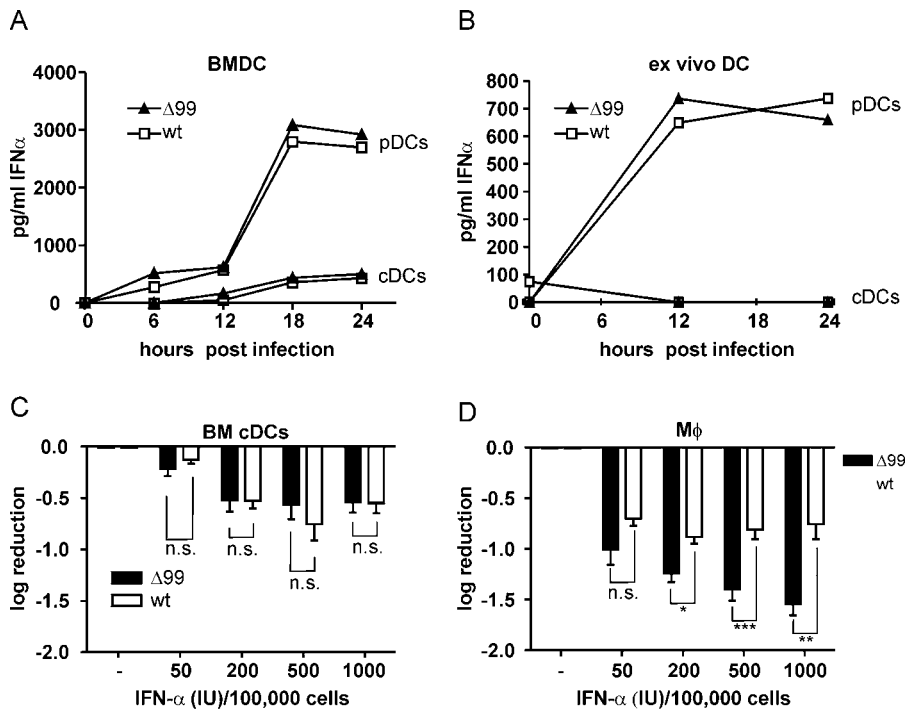 A
BMDC
4000
3000
2000
1000
0
pg/ml IFNα
Δ99
wt
pDCs
cDCs
0 6 12 18 24
hours post infection
B
ex vivo DC
800
700
600
500
400
300
200
100
0
pg/ml IFNα
Δ99
wt
pDCs
cDCs
0 6 12 18 24
hours post infection
C
BM cDCs
0.0
-0.5
-1.0
-1.5
-2.0
log reduction
n.s. n.s. n.s. n.s.
Δ99
wt
- 50 200 500 1000
IFN-α (IU)/100,000 cells
D
Mϕ
0.0
-0.5
-1.0
-1.5
-2.0
log reduction
n.s. * *** **
Δ99
wt
- 50 200 500 1000
IFN-α (IU)/100,000 cells